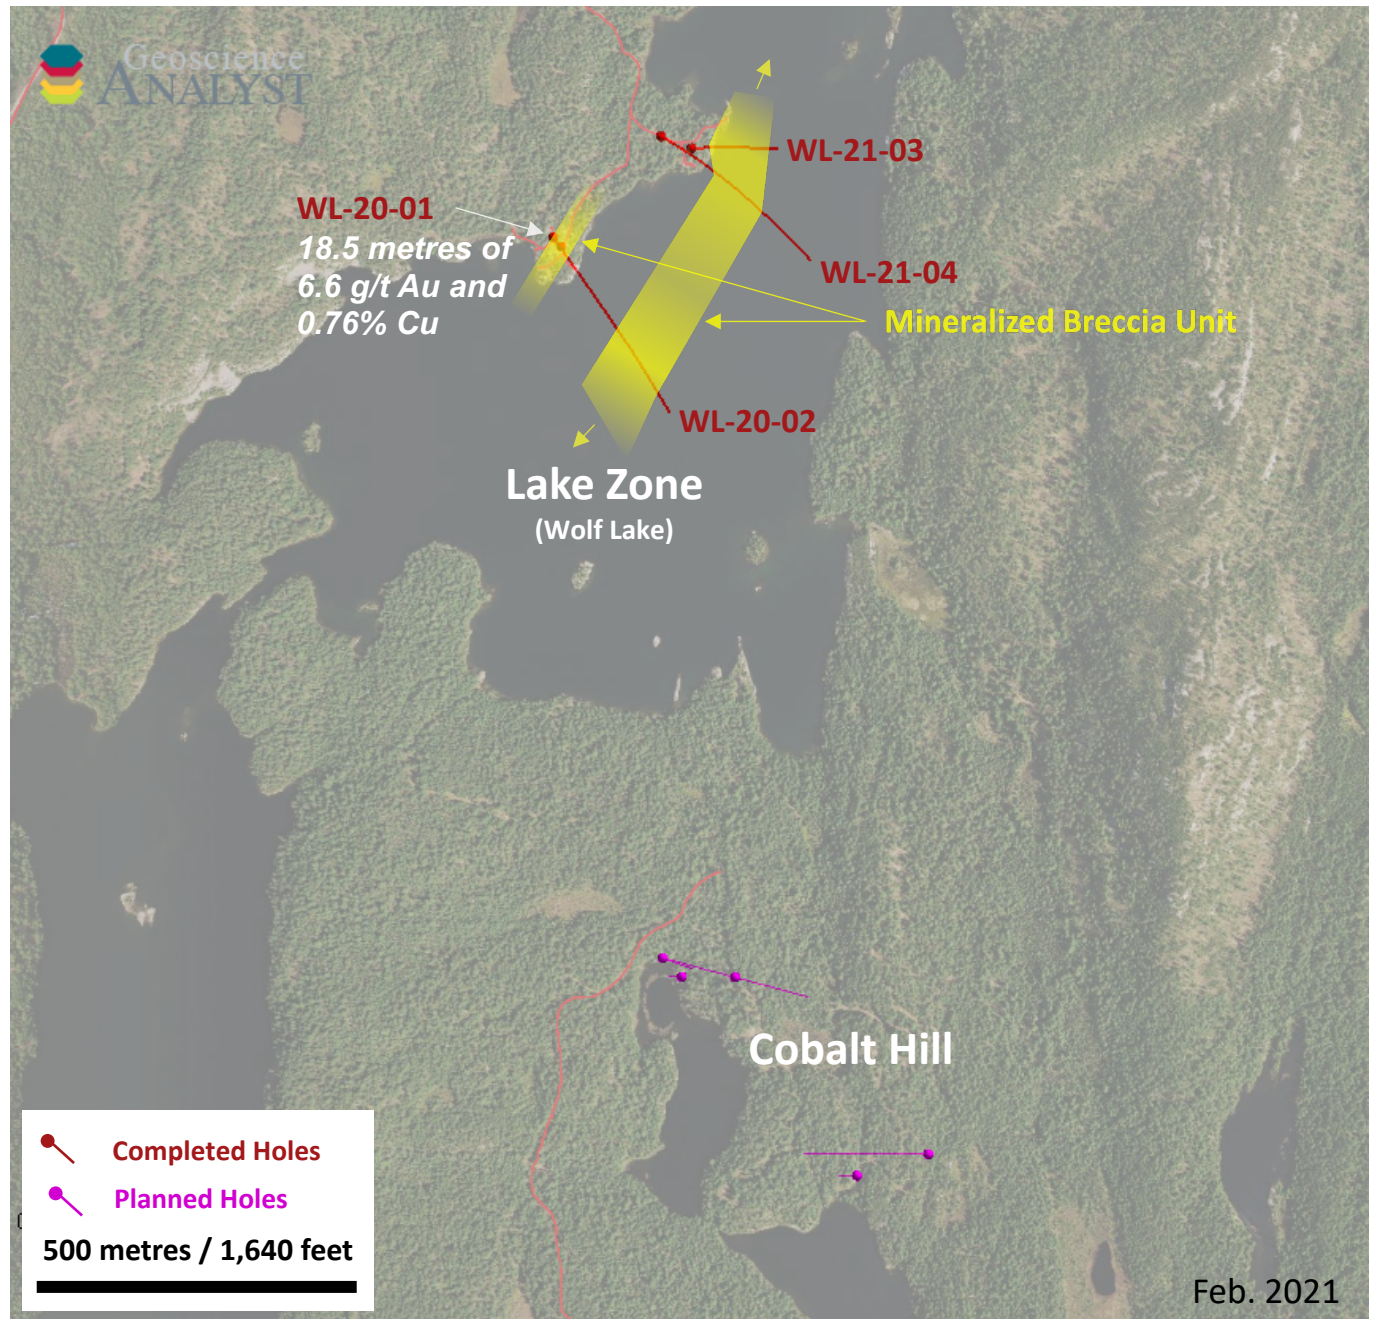 Geoscience
ANALYST
WL-21-03
WL-20-01
18.5 metres of
6.6 g/t Au and
0.76% Cu
WL-21-04
Mineralized Breccia Unit
WL-20-02
Lake Zone
(Wolf Lake)
Cobalt Hill
Completed Holes
Planned Holes
500 metres / 1,640 feet
Feb. 2021